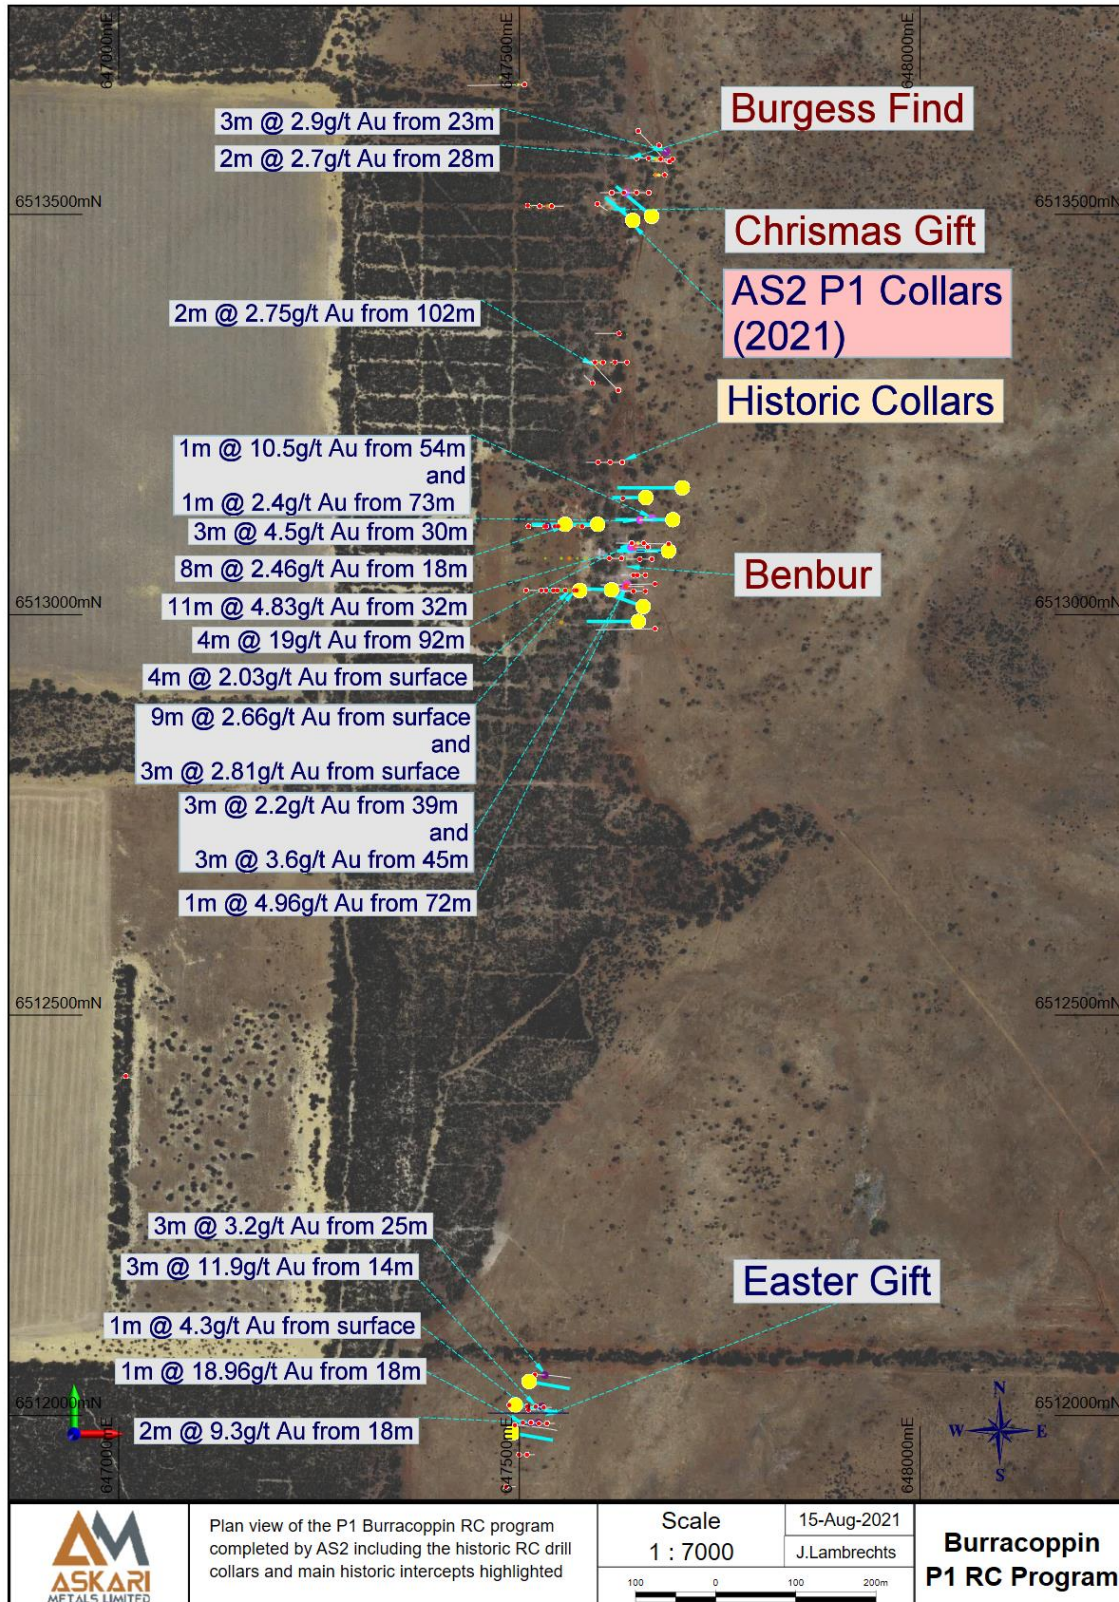 647000mE
647500mE
648000mE
3m @ 2.9g/t Au from 23m
2m @ 2.7g/t Au from 28m
Burgess Find
6513500mN
6513500mN
Chrismas Gift
AS2 P1 Collars
(2021)
2m @ 2.75g/t Au from 102m
Historic Collars
1m @ 10.5g/t Au from 54m
and
1m @ 2.4g/t Au from 73m
3m @ 4.5g/t Au from 30m
8m @ 2.46g/t Au from 18m
Benbur
11m @ 4.83g/t Au from 32m
6513000mN
6513000mN
4m @ 19g/t Au from 92m
4m @ 2.03g/t Au from surface
9m @ 2.66g/t Au from surface
and
3m @ 2.81g/t Au from surface
3m @ 2.2g/t Au from 39m
and
3m @ 3.6g/t Au from 45m
1m @ 4.96g/t Au from 72m
6512500mN
6512500mN
3m @ 3.2g/t Au from 25m
3m @ 11.9g/t Au from 14m
Easter Gift
1m @ 4.3g/t Au from surface
1m @ 18.96g/t Au from 18m
6512000mN
6512000mN
2m @ 9.3g/t Au from 18m
N
W
E
S
647000mE
647500mE
648000mE
AM
ASKARI
METALS LIMITED
Plan view of the P1 Burracoppin RC program
completed by AS2 including the historic RC drill
collars and main historic intercepts highlighted
Scale
1 : 7000
100 0 100 200m
15-Aug-2021
J.Lambrechts
Burracoppin
P1 RC Program